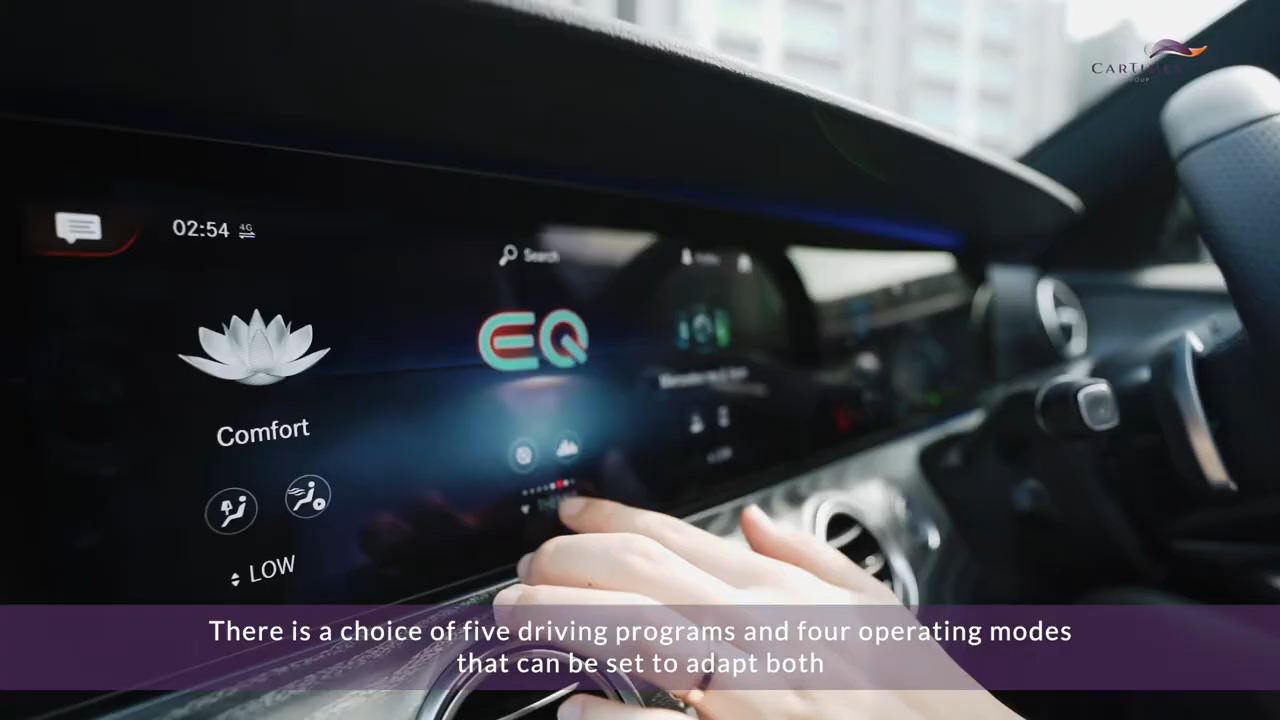 CARTIMES
GROUP
02:54 4G
Search
EQ
Comfort
LOW
There is a choice of five driving programs and four operating modes
that can be set to adapt both